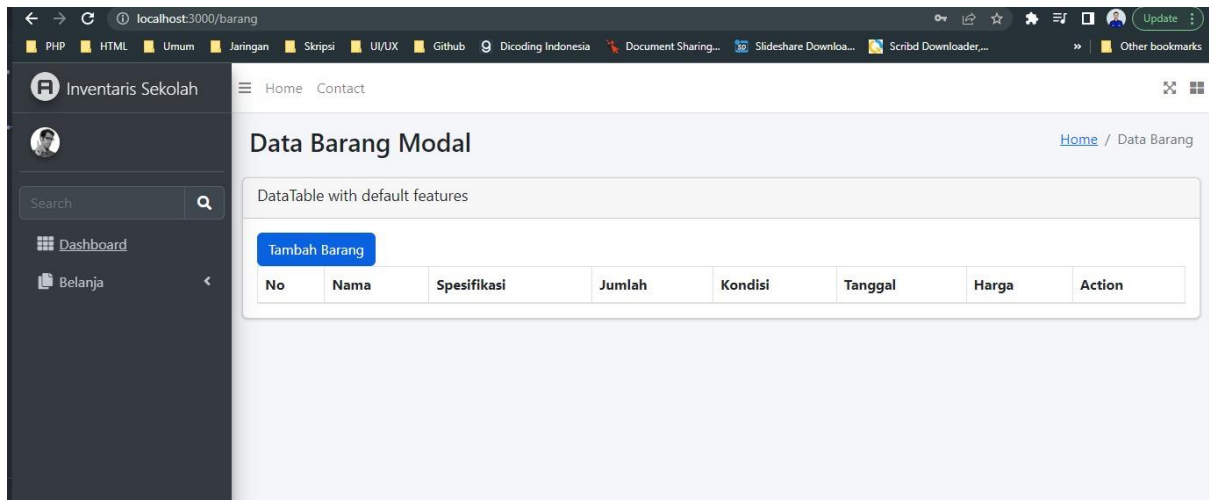 localhost:3000/barang
Update
PHP HTML Umum Jaringan Skripsi UI/UX Github Dicoding Indonesia Document Sharing... Slideshare Downloa... Scribd Downloader,... » Other bookmarks
Inventaris Sekolah
Home Contact
Data Barang Modal
Home / Data Barang
Search
DataTable with default features
Dashboard
Tambah Barang
Belanja
No Nama Spesifikasi Jumlah Kondisi Tanggal Harga Action